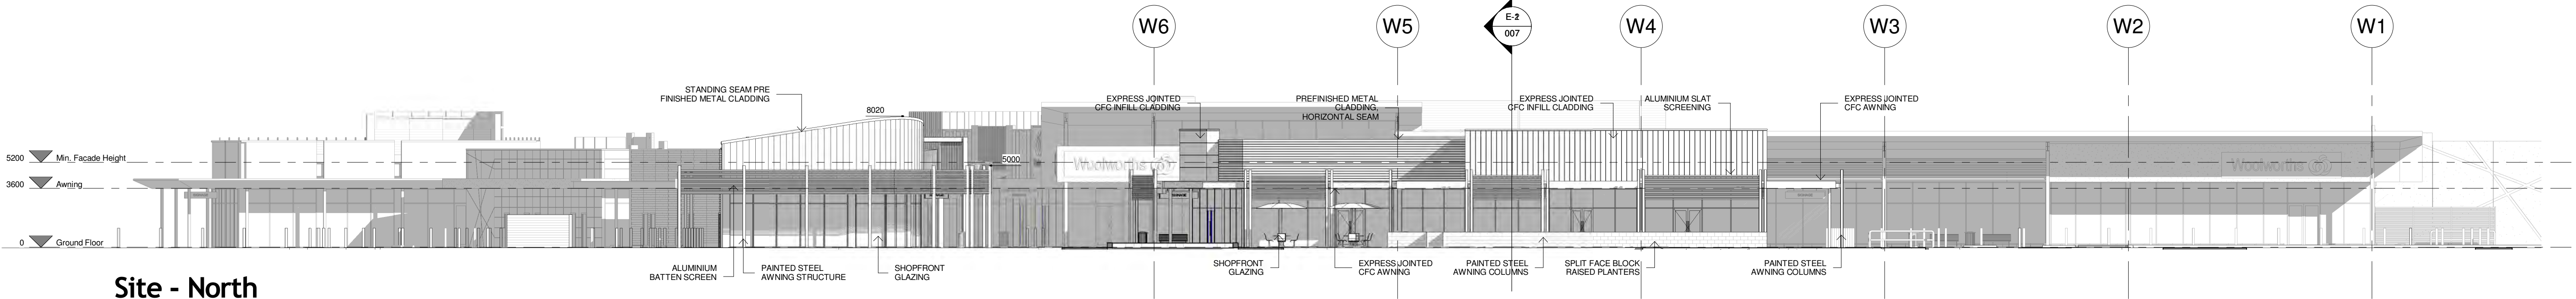 W6
W5
E-2
007
W4
W3
W2
W1
STANDING SEAM PRE
FINISHED METAL CLADDING
8020
EXPRESS JOINTED
CFC INFILL CLADDING
PREFINISHED METAL
CLADDING,
HORIZONTAL SEAM
EXPRESS JOINTED
CFC INFILL CLADDING
ALUMINIUM SLAT
SCREENING
EXPRESS JOINTED
CFC AWNING
5200
Min. Facade Height
5000
Woolworths
Woolworths
3600
Awning
0
Ground Floor
ALUMINIUM
BATTEN SCREEN
PAINTED STEEL
AWNING STRUCTURE
SHOPFRONT
GLAZING
SHOPFRONT
GLAZING
EXPRESS JOINTED
CFC AWNING
PAINTED STEEL
AWNING COLUMNS
SPLIT FACE BLOCK
RAISED PLANTERS
PAINTED STEEL
AWNING COLUMNS
Site - North